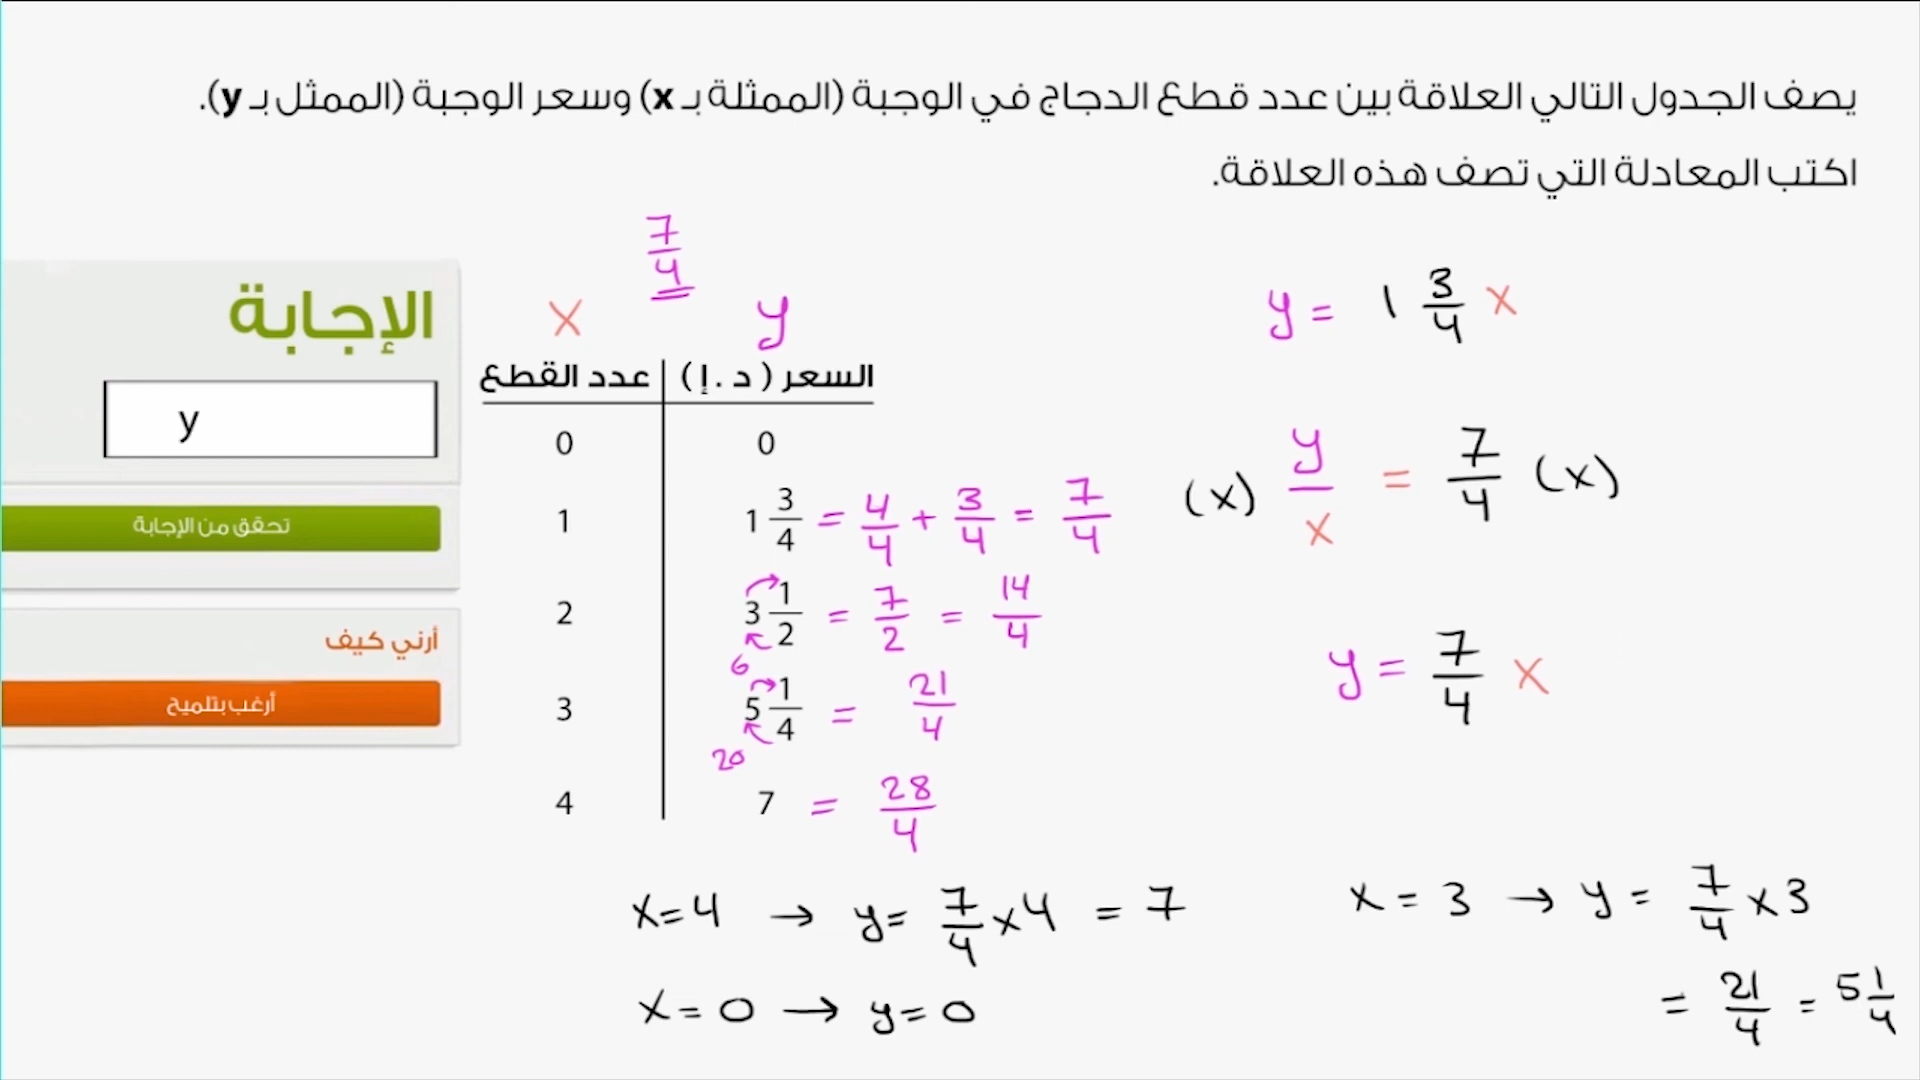 يصف الجدول التالي العلاقة بين عدد قطع الدجاج في الوجبة (الممثلة بـ x) وسعر الوجبة (الممثل بـ y).
اكتب المعادلة التي تصف هذه العلاقة.
7/4
x y
عدد القطع | السعر (د.إ)
0 | 0
1 | 1 3/4 = 4/4 + 3/4 = 7/4
2 | 3 1/2 = 7/2 = 14/4
6
3 | 5 1/4 = 21/4
20
4 | 7 = 28/4
y = 1 3/4 x
(x) y/x = 7/4 (x)
y = 7/4 x
x=4 → y= 7/4 x 4 = 7
x=0 → y=0
x = 3 → y = 7/4 x 3
= 21/4 = 5 1/4
الإجابة
y
تحقق من الإجابة
أرني كيف
أرغب بتلميح